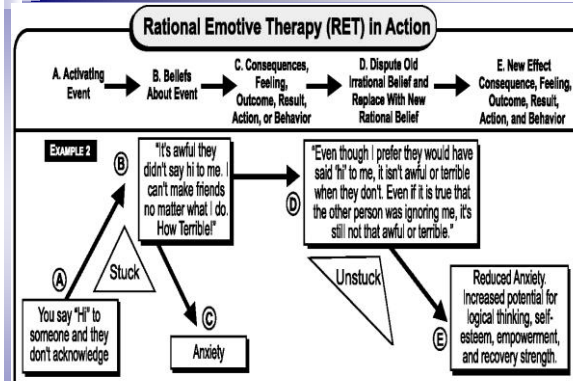 Rational Emotive Therapy (RET) in Action
A. Activating
Event
B. Beliefs
About Event
C. Consequences,
Feeling,
Outcome, Result,
Action, or Behavior
D. Dispute Old
Irrational Belief and
Replace With New
Rational Belief
E. New Effect
Consequence, Feeling,
Outcome, Result,
Action, and Behavior
EXAMPLE 2
A
You say "Hi" to
someone and they
don't acknowledge
B
"It's awful they
didn't say hi to me. I
can't make friends
no matter what I do.
How Terrible!"
Stuck
C
Anxiety
D
"Even though I prefer they would have
said 'hi' to me, it isn't awful or terrible
when they don't. Even if it is true that
the other person was ignoring me, it's
still not that awful or terrible."
Unstuck
E
Reduced Anxiety.
Increased potential for
logical thinking, self-
esteem, empowerment,
and recovery strength.